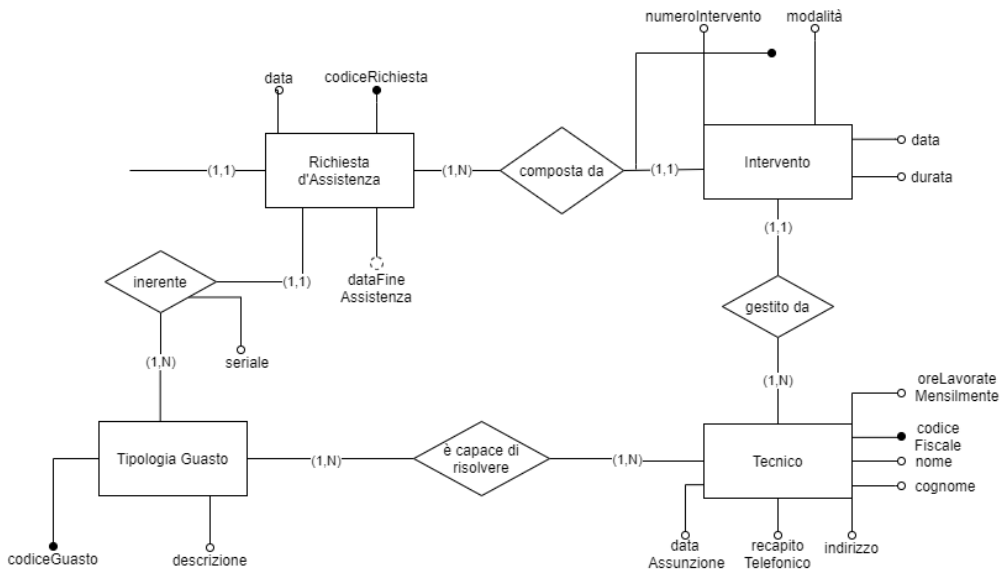 numeroIntervento
modalità
data
codiceRichiesta
data
(1,1)
Richiesta
d'Assistenza
(1,N)
composta da
(1,1)
Intervento
durata
(1,1)
inerente
(1,1)
dataFine
Assistenza
gestito da
(1,N)
seriale
(1,N)
oreLavorate
Mensilmente
codice
Fiscale
Tipologia Guasto
(1,N)
è capace di
risolvere
(1,N)
Tecnico
nome
cognome
codiceGuasto
descrizione
data
Assunzione
recapito
Telefonico
indirizzo